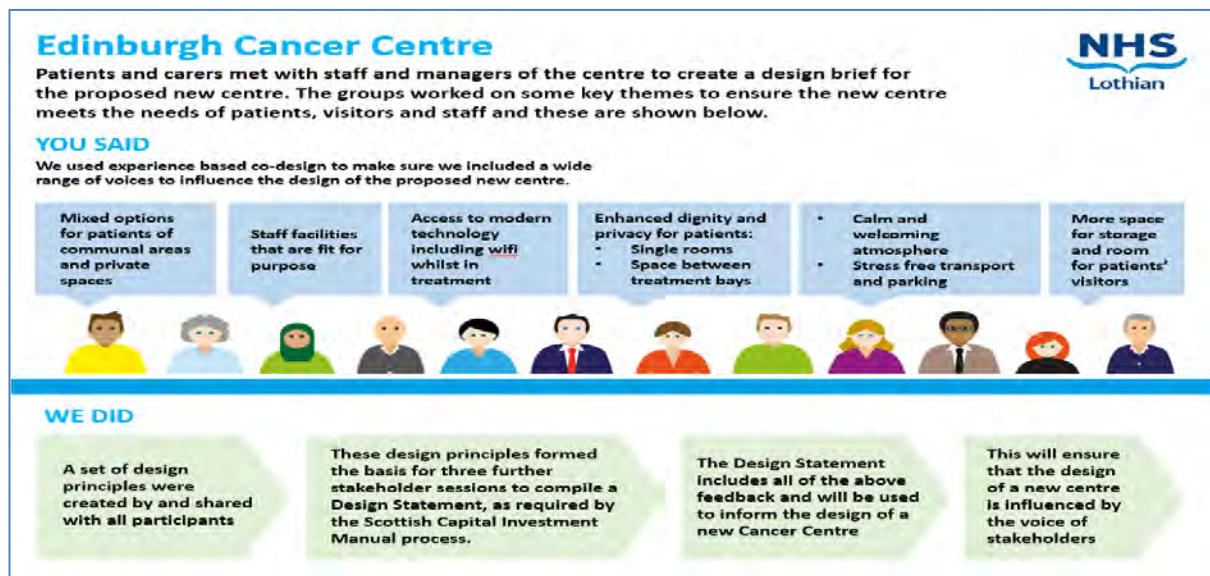 Edinburgh Cancer Centre
NHS
Lothian
Patients and carers met with staff and managers of the centre to create a design brief for
the proposed new centre. The groups worked on some key themes to ensure the new centre
meets the needs of patients, visitors and staff and these are shown below.
YOU SAID
We used experience based co-design to make sure we included a wide
range of voices to influence the design of the proposed new centre.
Mixed options
for patients of
communal areas
and private
spaces
Staff facilities
that are fit for
purpose
Access to modern
technology
including wifi
whilst in
treatment
Enhanced dignity and
privacy for patients:
• Single rooms
• Space between
treatment bays
• Calm and
welcoming
atmosphere
• Stress free transport
and parking
More space
for storage
and room
for patients'
visitors
WE DID
A set of design
principles were
created by and shared
with all participants
These design principles formed
the basis for three further
stakeholder sessions to compile a
Design Statement, as required by
the Scottish Capital Investment
Manual process.
The Design Statement
includes all of the above
feedback and will be used
to inform the design of a
new Cancer Centre
This will ensure
that the design
of a new centre
is influenced by
the voice of
stakeholders